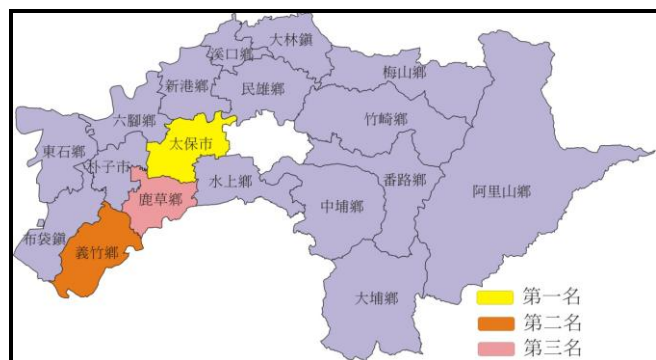 大林鎮
溪口鄉
梅山鄉
新港鄉
民雄鄉
竹崎鄉
六腳鄉
太保市
東石鄉
朴子市
水上鄉
番路鄉
阿里山鄉
鹿草鄉
中埔鄉
布袋鎮
義竹鄉
大埔鄉
第一名
第二名
第三名